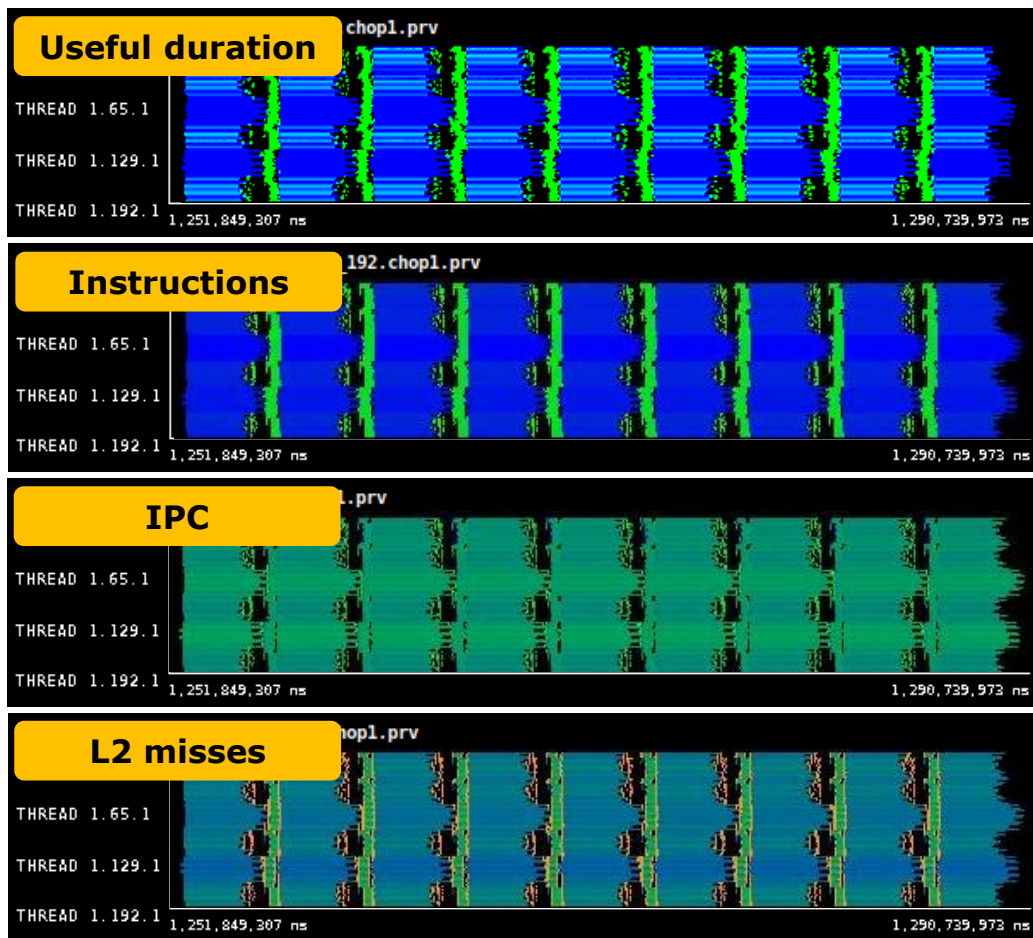 Useful duration
chop1.prv
THREAD 1.65.1
THREAD 1.129.1
THREAD 1.192.1
1,251,849,307 ns
1,290,739,973 ns
Instructions
_192.chop1.prv
THREAD 1.65.1
THREAD 1.129.1
THREAD 1.192.1
1,251,849,307 ns
1,290,739,973 ns
IPC
1.prv
THREAD 1.65.1
THREAD 1.129.1
THREAD 1.192.1
1,251,849,307 ns
1,290,739,973 ns
L2 misses
hop1.prv
THREAD 1.65.1
THREAD 1.129.1
THREAD 1.192.1
1,251,849,307 ns
1,290,739,973 ns